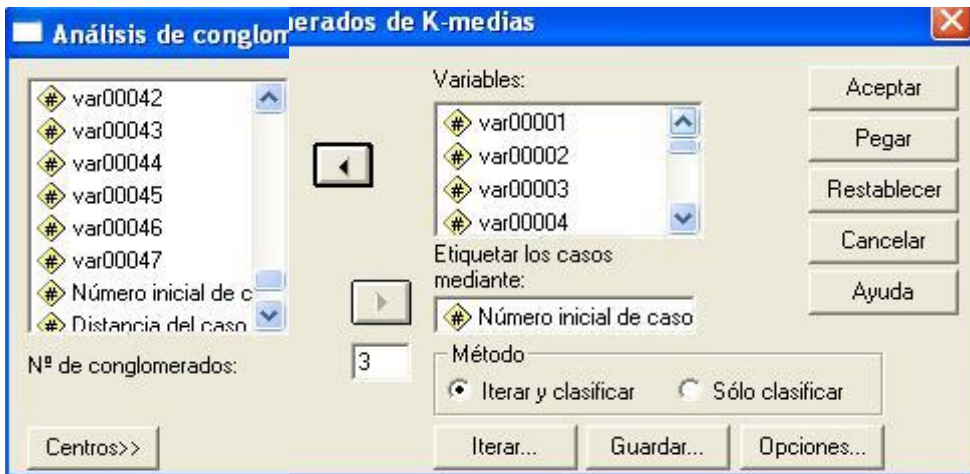 Análisis de conglomerados de K-medias
var00042
var00043
var00044
var00045
var00046
var00047
Número inicial de c
Distancia del caso
Nº de conglomerados:
3
Centros>>
Variables:
var00001
var00002
var00003
var00004
Etiquetar los casos
mediante:
Número inicial de caso
Método
Iterar y clasificar
Sólo clasificar
Iterar...
Guardar...
Opciones...
Aceptar
Pegar
Restablecer
Cancelar
Ayuda